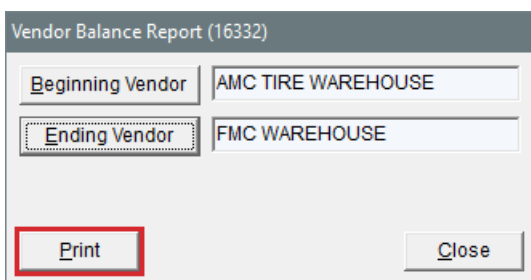 Vendor Balance Report (16332)
Beginning Vendor AMC TIRE WAREHOUSE
Ending Vendor FMC WAREHOUSE
Print Close